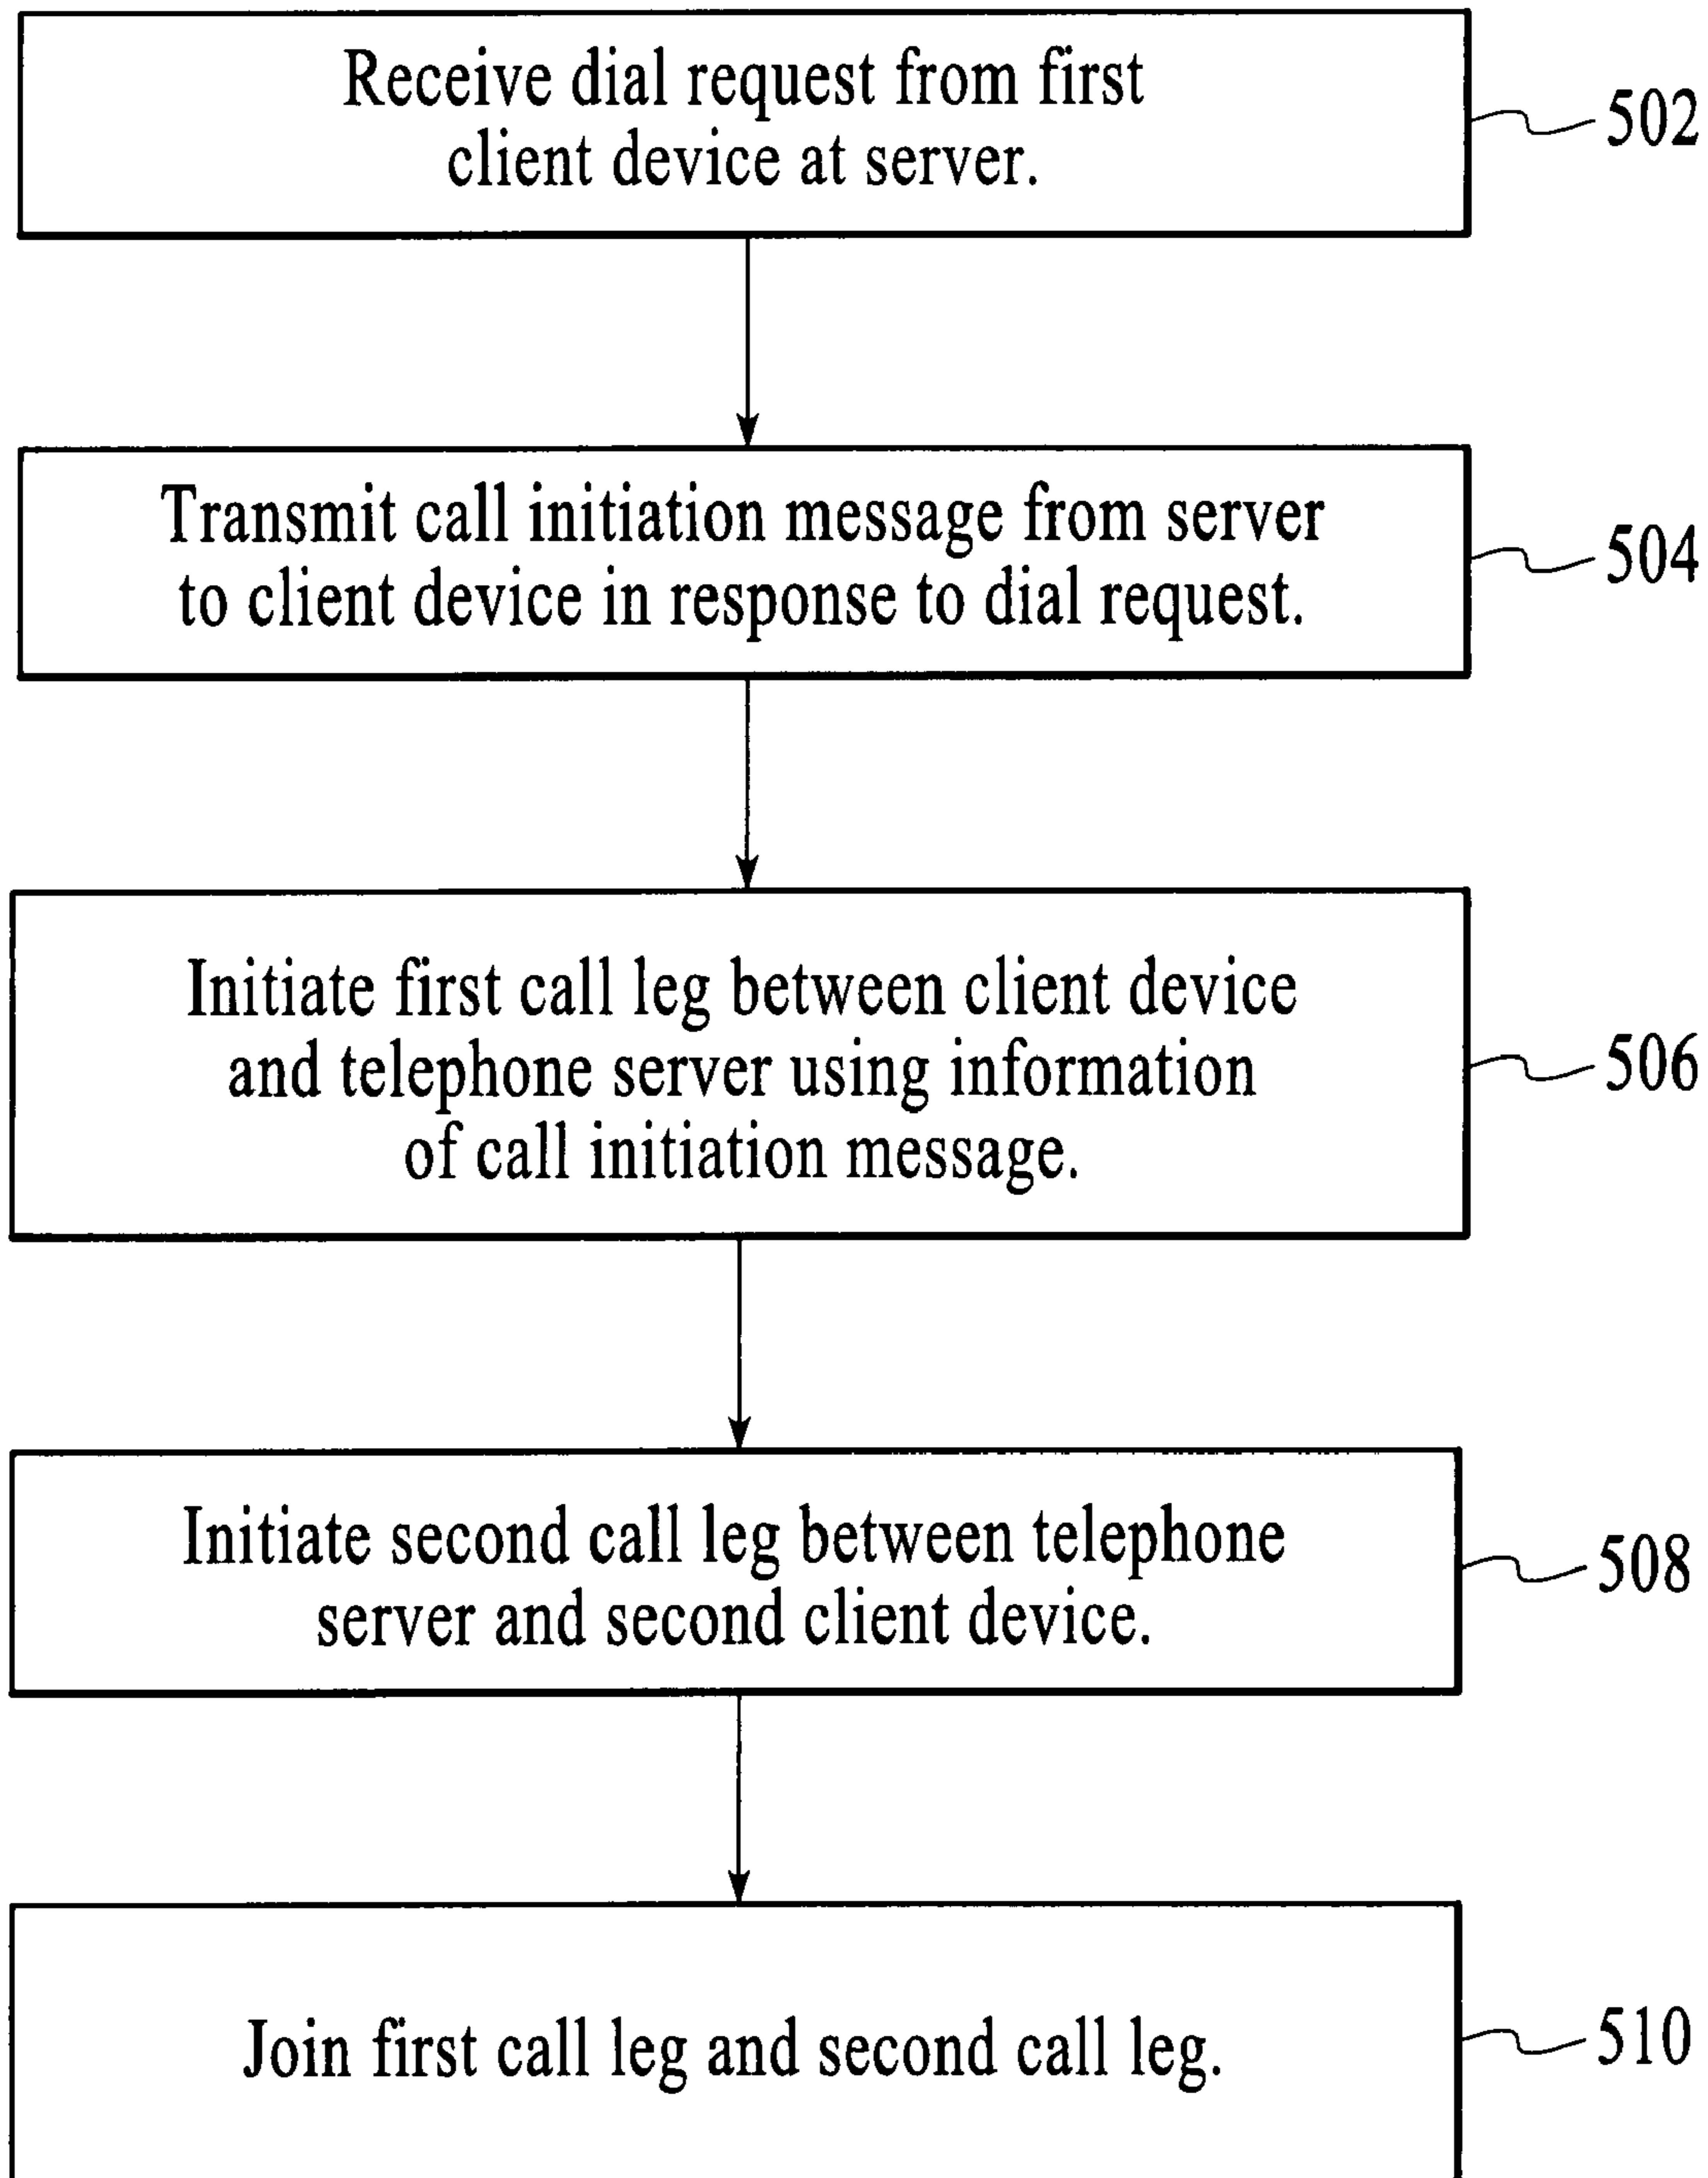 Receive dial request from first
client device at server.
502
Transmit call initiation message from server
to client device in response to dial request.
504
Initiate first call leg between client device
and telephone server using information
of call initiation message.
506
Initiate second call leg between telephone
server and second client device.
508
Join first call leg and second call leg.
510